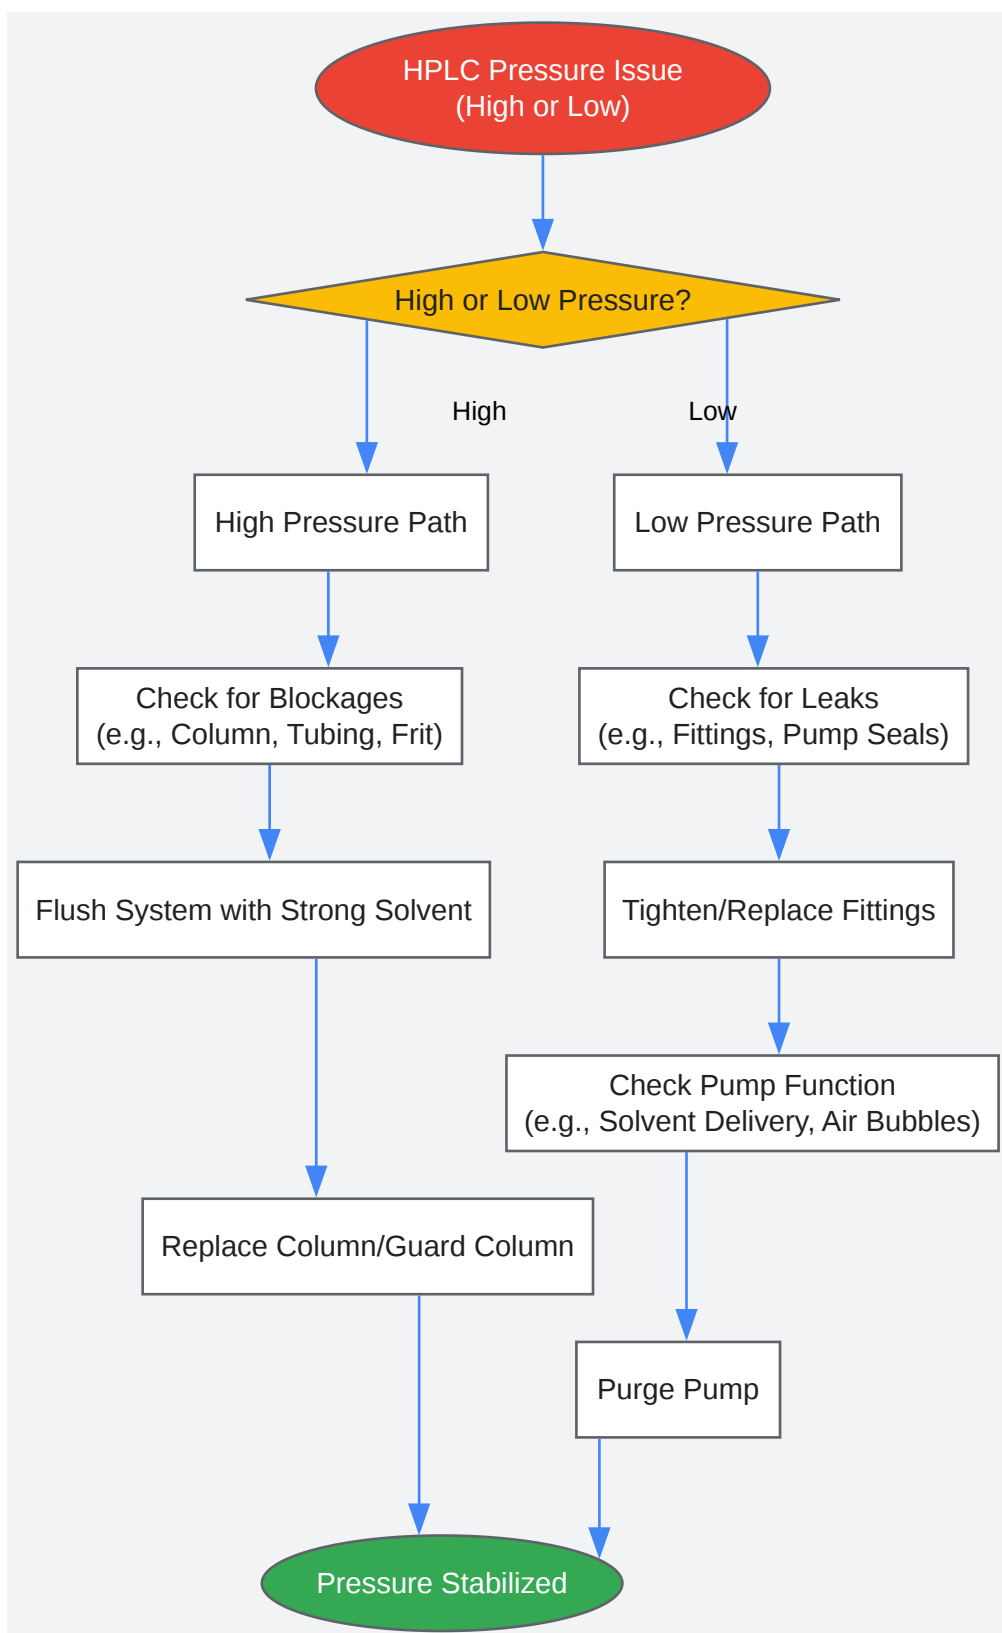 HPLC Pressure Issue
(High or Low)
High or Low Pressure?
High
Low
High Pressure Path
Low Pressure Path
Check for Blockages
(e.g., Column, Tubing, Frit)
Check for Leaks
(e.g., Fittings, Pump Seals)
Flush System with Strong Solvent
Tighten/Replace Fittings
Check Pump Function
(e.g., Solvent Delivery, Air Bubbles)
Replace Column/Guard Column
Purge Pump
Pressure Stabilized